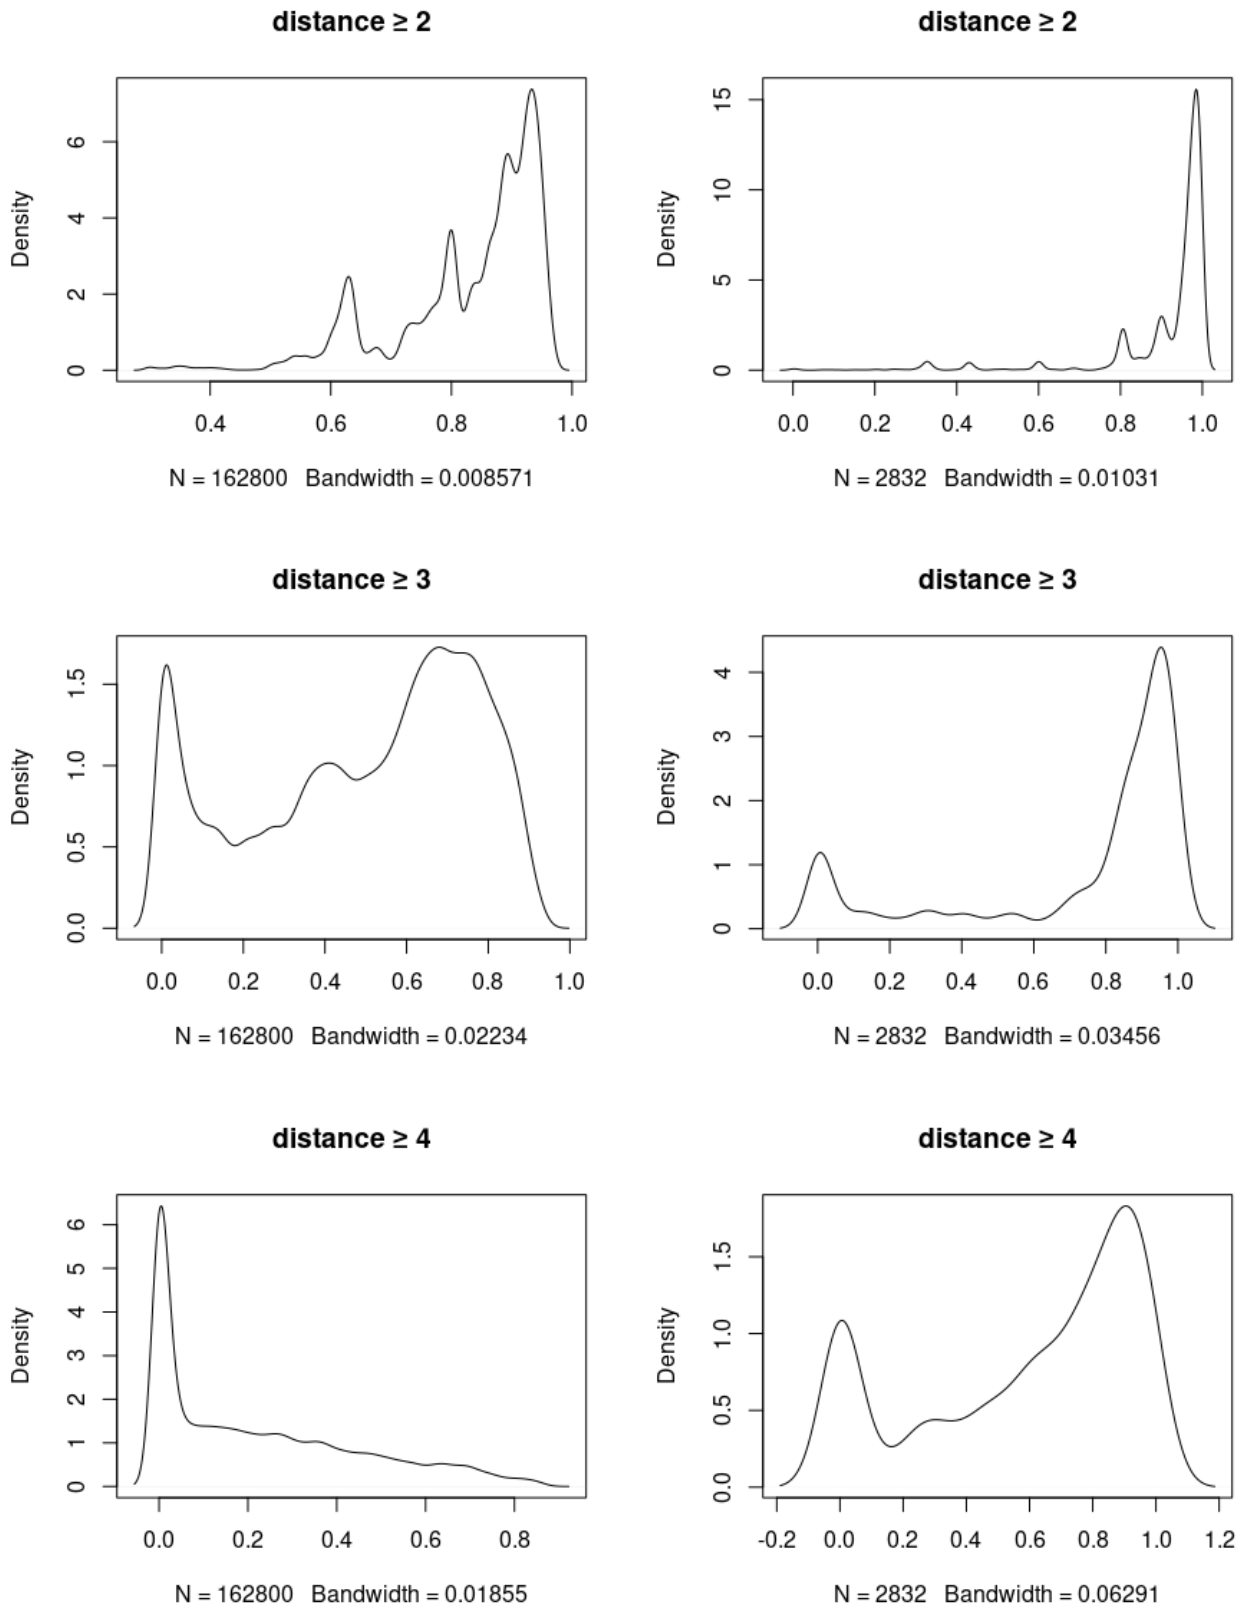 distance ≥ 2
Density
0 2 4 6
0.4 0.6 0.8 1.0
N = 162800 Bandwidth = 0.008571
distance ≥ 2
Density
0 5 10 15
0.0 0.2 0.4 0.6 0.8 1.0
N = 2832 Bandwidth = 0.01031
distance ≥ 3
Density
0.0 0.5 1.0 1.5
0.0 0.2 0.4 0.6 0.8 1.0
N = 162800 Bandwidth = 0.02234
distance ≥ 3
Density
0 1 2 3 4
0.0 0.2 0.4 0.6 0.8 1.0
N = 2832 Bandwidth = 0.03456
distance ≥ 4
Density
0 1 2 3 4 5 6
0.0 0.2 0.4 0.6 0.8
N = 162800 Bandwidth = 0.01855
distance ≥ 4
Density
0.0 0.5 1.0 1.5
-0.2 0.0 0.2 0.4 0.6 0.8 1.0 1.2
N = 2832 Bandwidth = 0.06291